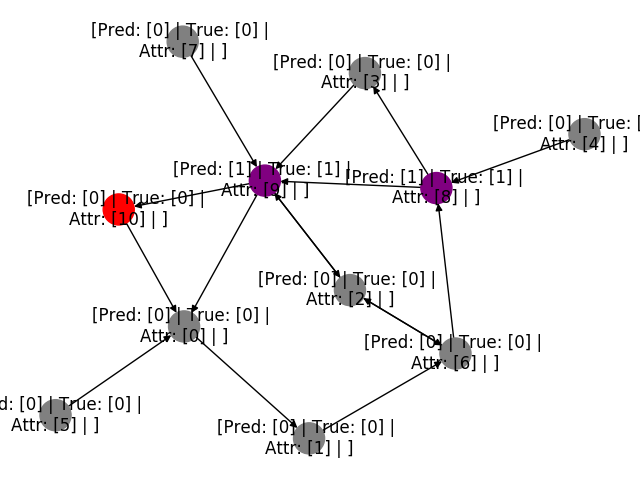 [Pred: [0] | True: [0] |
Attr: [7] | ]
[Pred: [0] | True: [0] |
Attr: [3] | ]
[Pred: [0] | True: [
Attr: [4] | ]
[Pred: [1] | True: [1] |
Attr: [9] | ]
[Pred: [1] | True: [1] |
Attr: [8] | ]
[Pred: [0] | True: [0] |
Attr: [10] | ]
[Pred: [0] | True: [0] |
Attr: [2] | ]
[Pred: [0] | True: [0] |
Attr: [0] | ]
[Pred: [0] | True: [0] |
Attr: [6] | ]
d: [0] | True: [0] |
Attr: [5] | ]
[Pred: [0] | True: [0] |
Attr: [1] | ]